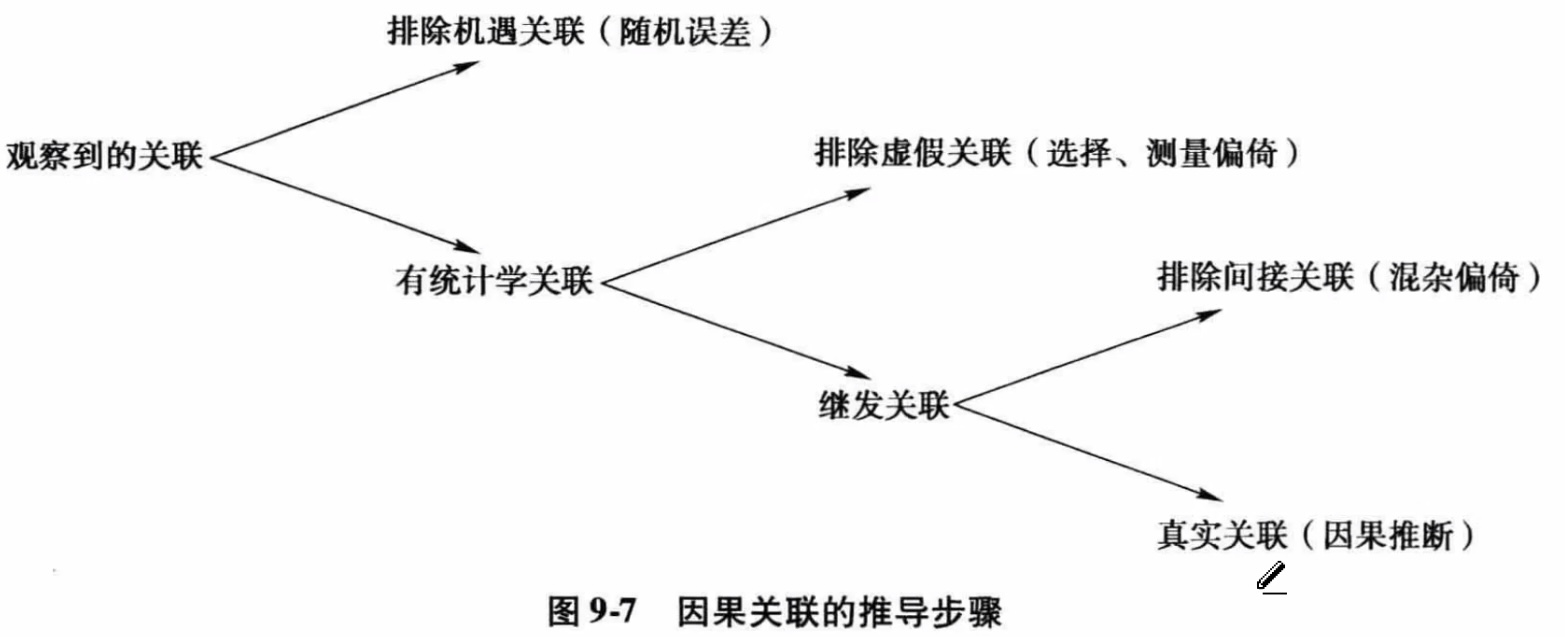 排除机遇关联（随机误差）
观察到的关联
排除虚假关联（选择、测量偏倚）
有统计学关联
排除间接关联（混杂偏倚）
继发关联
真实关联（因果推断）
图 9-7 因果关联的推导步骤